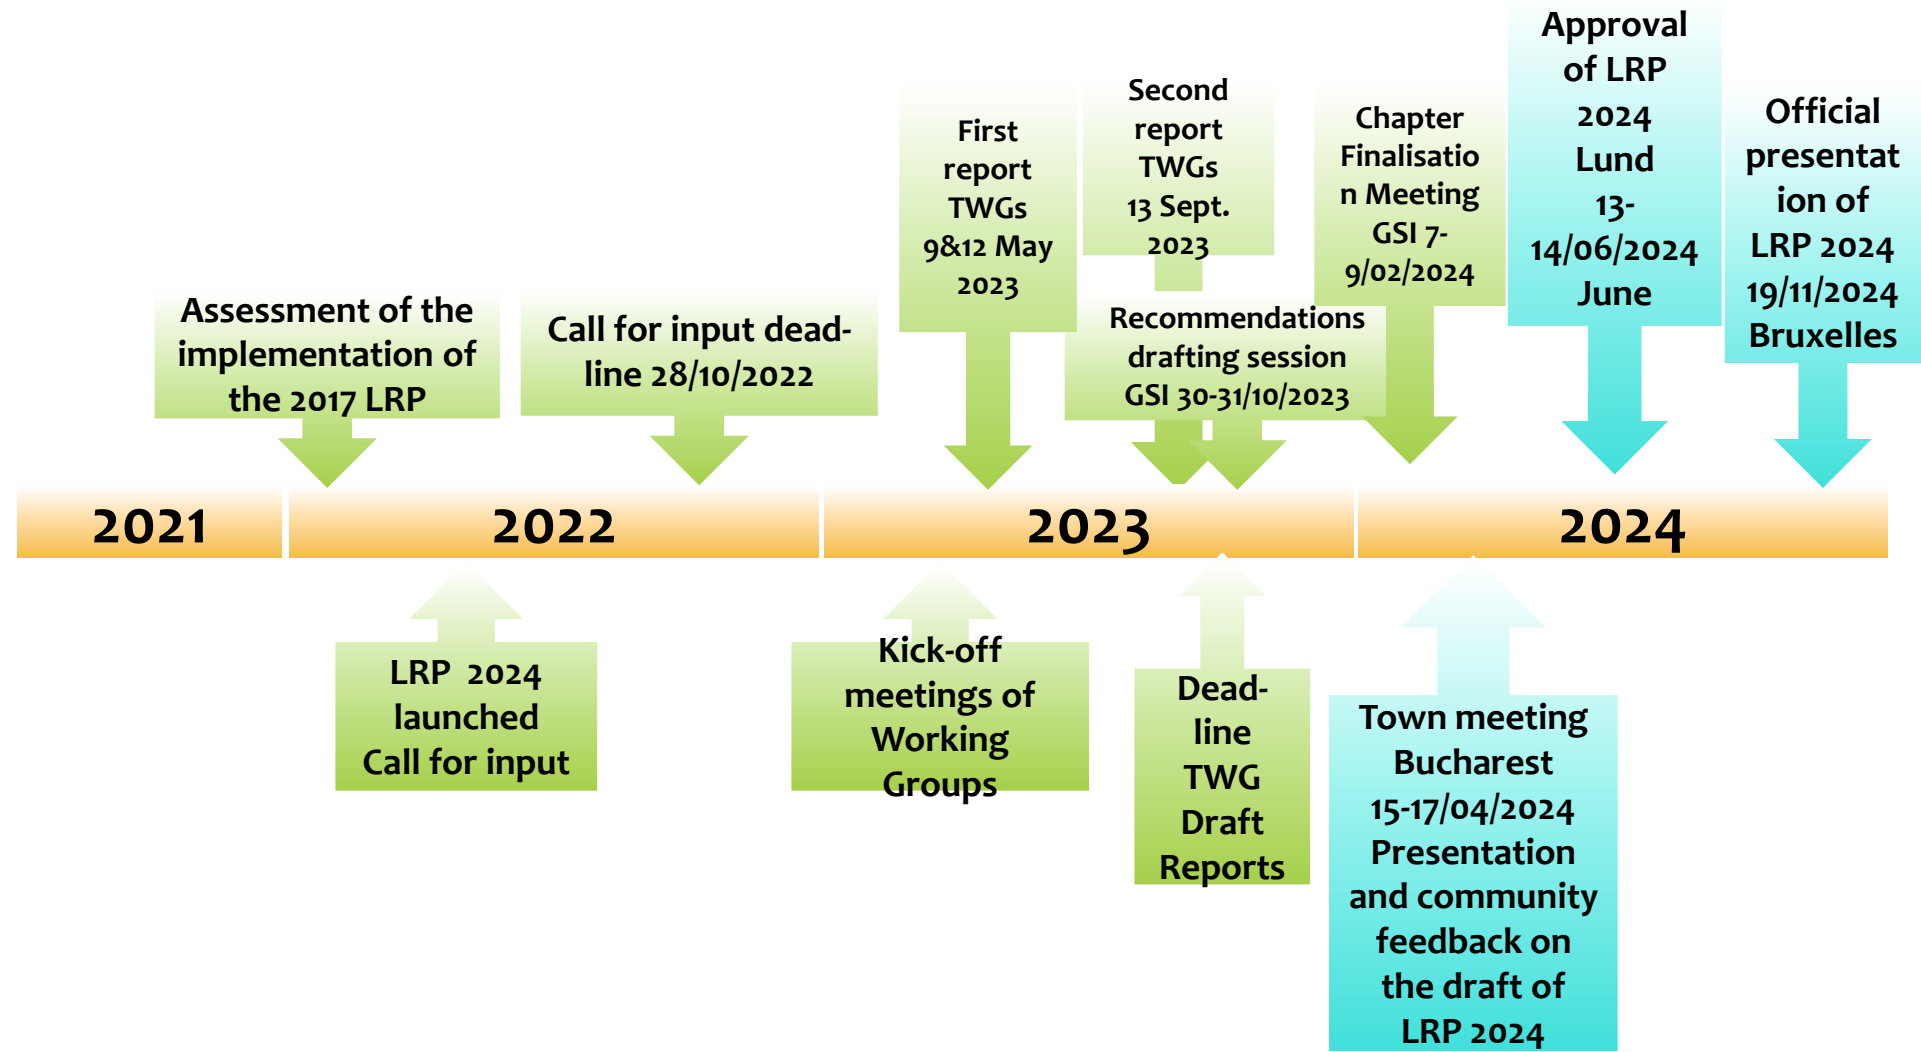 Assessment of the
implementation of
the 2017 LRP
Call for input dead-
line 28/10/2022
First
report
TWGs
9&12 May
2023
Second
report
TWGs
13 Sept.
2023
Recommendations
drafting session
GSI 30-31/10/2023
Chapter
Finalisatio
n Meeting
GSI 7-
9/02/2024
Approval
of LRP
2024
Lund
13-
14/06/2024
June
Official
presentat
ion of
LRP 2024
19/11/2024
Bruxelles
2021
2022
2023
2024
LRP 2024
launched
Call for input
Kick-off
meetings of
Working
Groups
Dead-
line
TWG
Draft
Reports
Town meeting
Bucharest
15-17/04/2024
Presentation
and community
feedback on
the draft of
LRP 2024